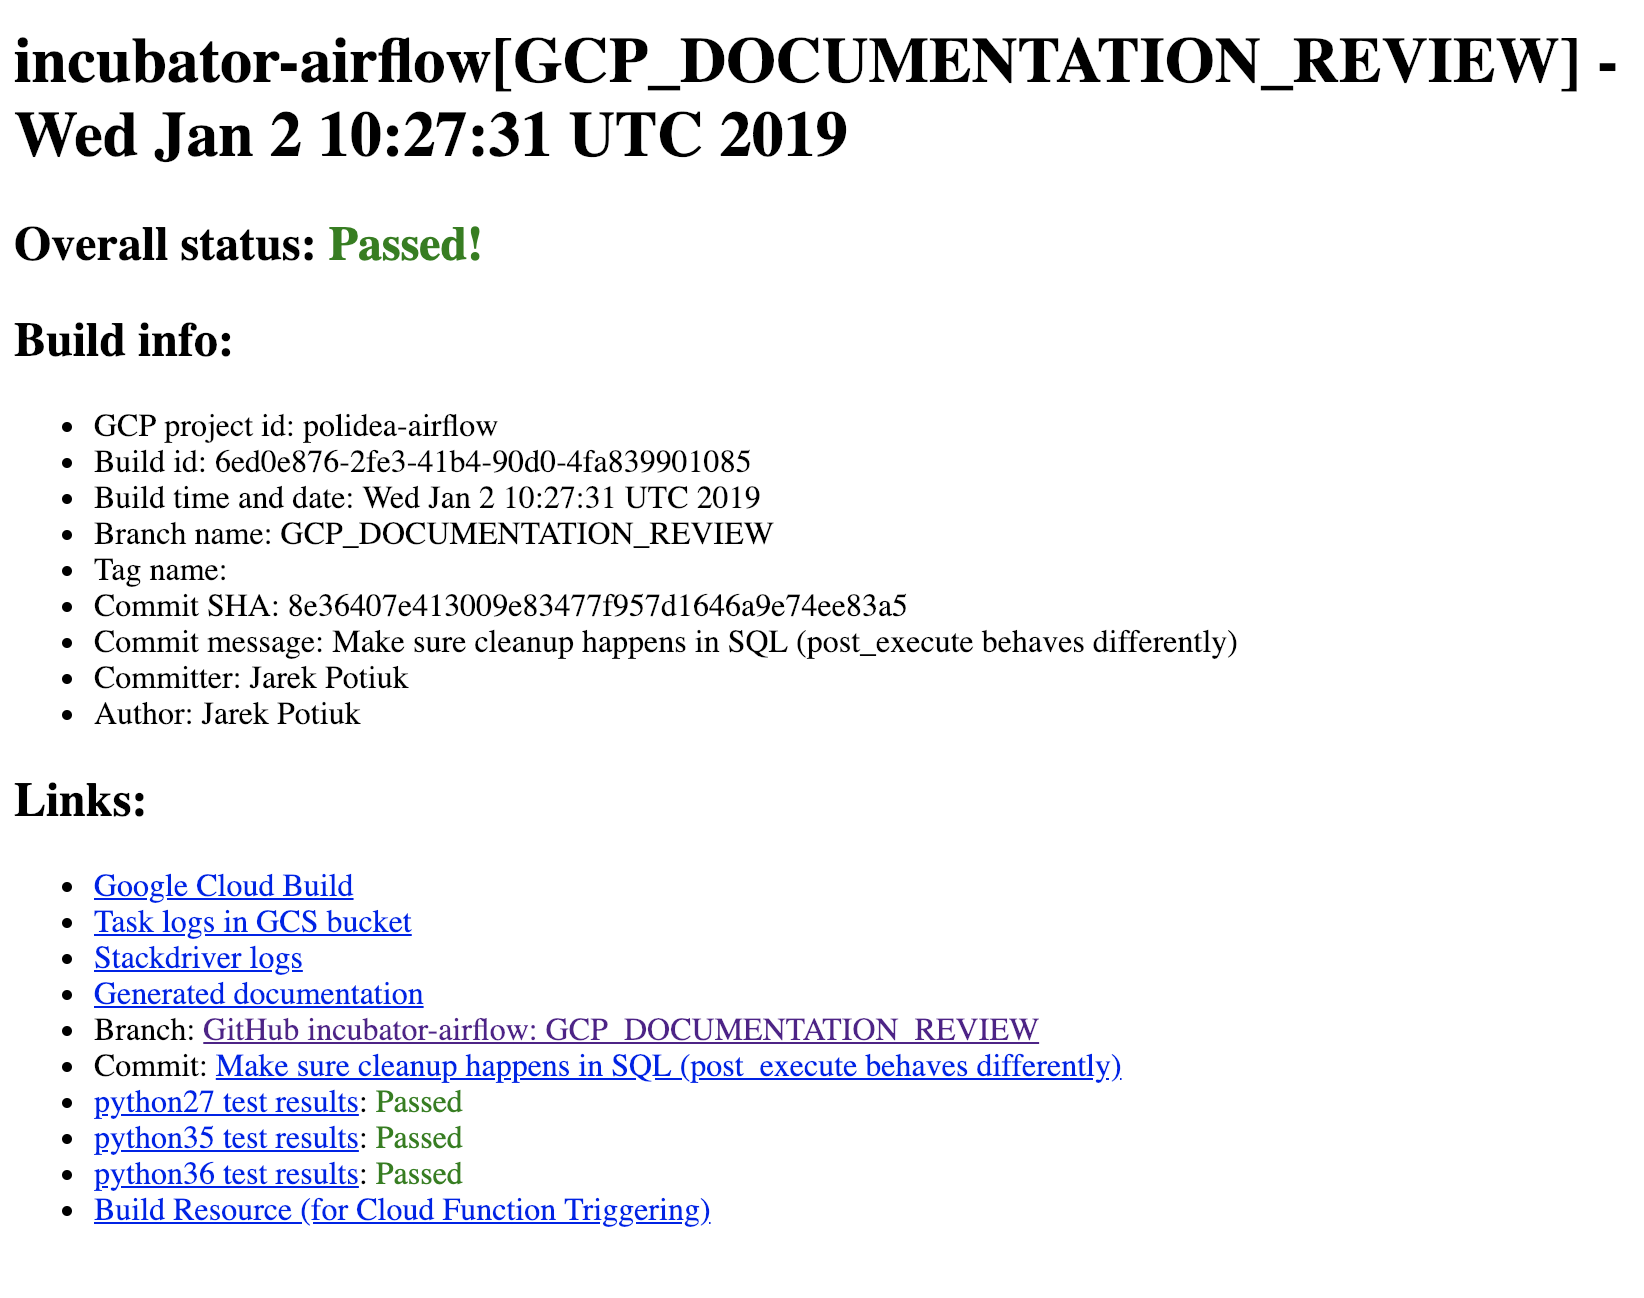 incubator-airflow[GCP_DOCUMENTATION_REVIEW] -
Wed Jan 2 10:27:31 UTC 2019
Overall status: Passed!
Build info:
• GCP project id: polidea-airflow
• Build id: 6ed0e876-2fe3-41b4-90d0-4fa839901085
• Build time and date: Wed Jan 2 10:27:31 UTC 2019
• Branch name: GCP_DOCUMENTATION_REVIEW
• Tag name:
• Commit SHA: 8e36407e413009e83477f957d1646a9e74ee83a5
• Commit message: Make sure cleanup happens in SQL (post_execute behaves differently)
• Committer: Jarek Potiuk
• Author: Jarek Potiuk
Links:
• Google Cloud Build
• Task logs in GCS bucket
• Stackdriver logs
• Generated documentation
• Branch: GitHub incubator-airflow: GCP_DOCUMENTATION_REVIEW
• Commit: Make sure cleanup happens in SQL (post_execute behaves differently)
• python27 test results: Passed
• python35 test results: Passed
• python36 test results: Passed
• Build Resource (for Cloud Function Triggering)